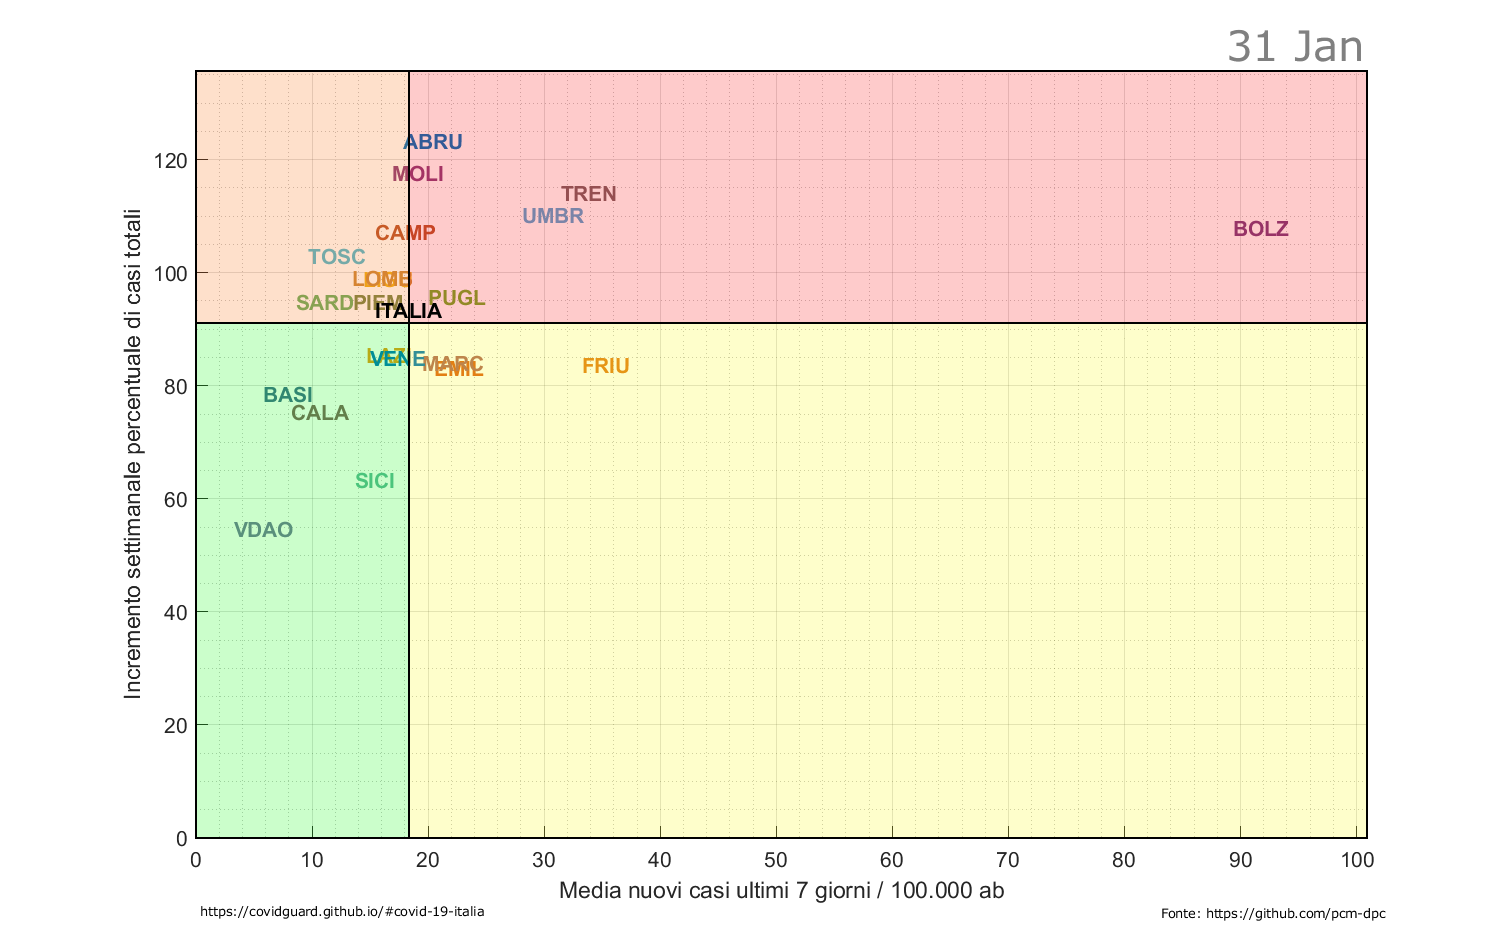 31 Jan
Incremento settimanale percentuale di casi totali
120
100
80
60
40
20
0
ABRU
MOLI
TREN
UMBR
BOLZ
CAMP
TOSC
LOMB
PUGL
SARD
PIEM
ITALIA
VENE
MARC
EMIL
FRIU
BASI
CALA
SICI
VDAO
0 10 20 30 40 50 60 70 80 90 100
Media nuovi casi ultimi 7 giorni / 100.000 ab
https://covidguard.github.io/#covid-19-italia
Fonte: https://github.com/pcm-dpc